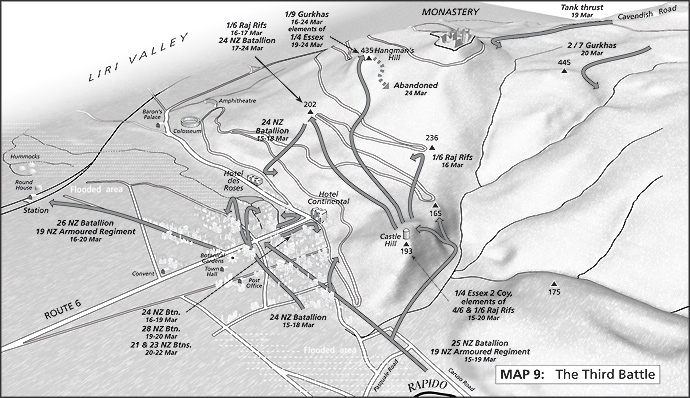 MONASTERY
Tank thrust
19 Mar
Cavendish Road
1/9 Gurkhas
16-24 Mar
elements of
1/4 Essex
19-24 Mar
1/6 Raj Rifs
16-17 Mar
24 NZ Batallion
17-24 Mar
435
Hangman's
Hill
2 / 7 Gurkhas
20 Mar
445
LIRI VALLEY
Abandoned
24 Mar
Amphitheatre
Baron's
Palace
Colosseum
202
24 NZ
Battalion
15-18 Mar
236
1/6 Raj Rifs
16 Mar
Hummocks
Round
House
Flooded area
Hotel
des
Roses
Hotel
Continental
Station
165
Castle
Hill
193
26 NZ Batallion
19 NZ Armoured Regiment
16-20 Mar
Botanical
Gardens
Town
Hall
Convent
Post
Office
175
1/4 Essex 2 Coy,
elements of
4/6 & 1/6 Raj Rifs
15-20 Mar
ROUTE 6
24 NZ Btn.
16-19 Mar
28 NZ Btn.
19-20 Mar
21 & 23 NZ Btns.
20-22 Mar
24 NZ Batallion
15-18 Mar
Flooded area
25 NZ Batallion
19 NZ Armoured Regiment
15-19 Mar
Pasquale Road
Caruso Road
RAPIDO
MAP 9: The Third Battle